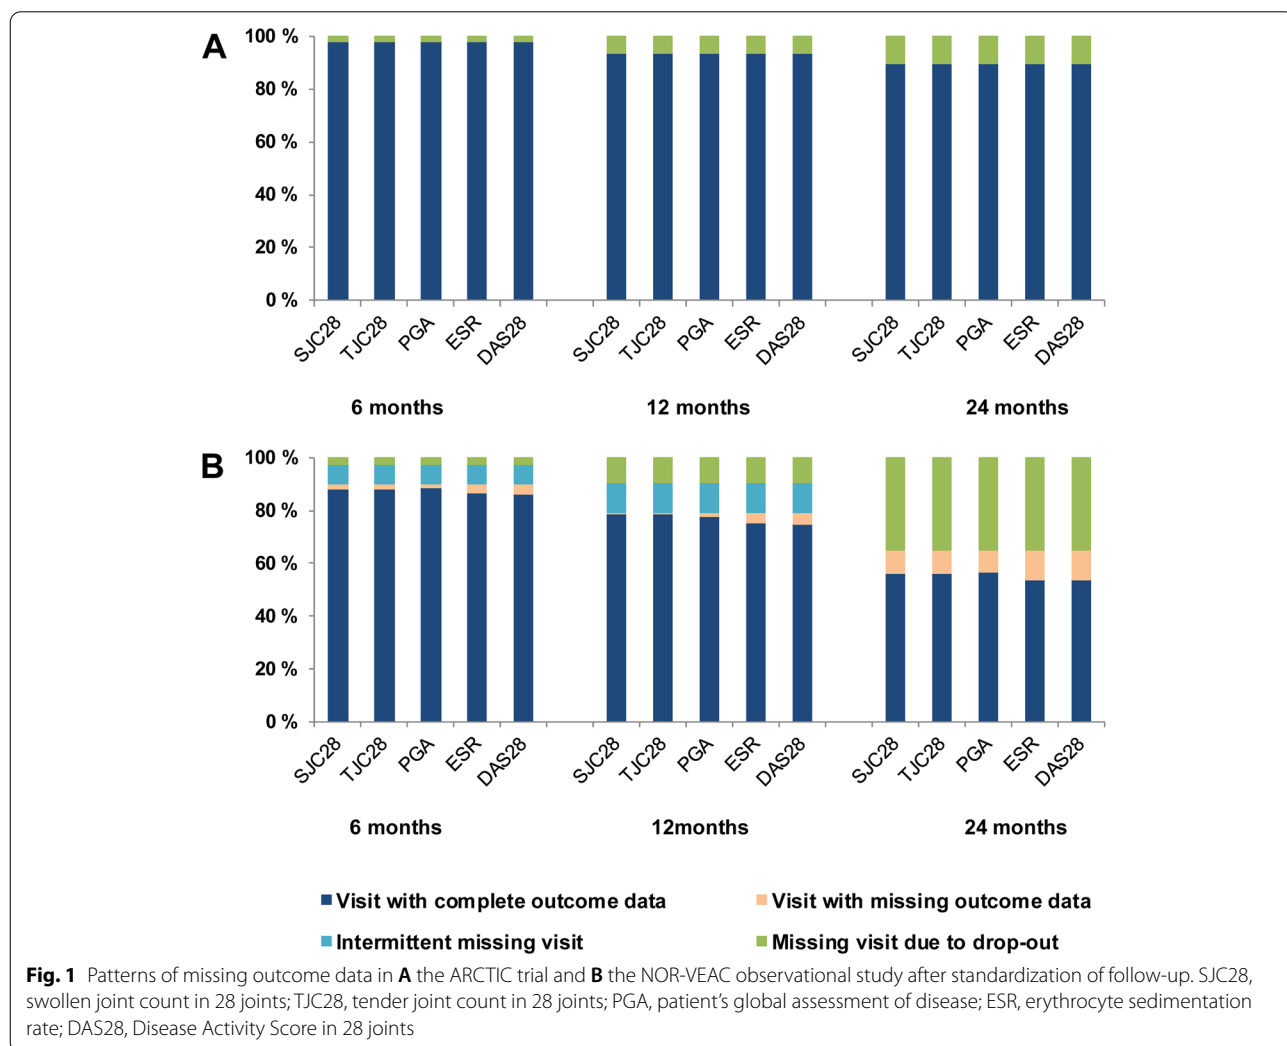 A
100 %
80 %
60 %
40 %
20 %
0 %
SJC28 TJC28 PGA ESR DAS28 SJC28 TJC28 PGA ESR DAS28 SJC28 TJC28 PGA ESR DAS28
6 months 12 months 24 months
B
100 %
80 %
60 %
40 %
20 %
0 %
SJC28 TJC28 PGA ESR DAS28 SJC28 TJC28 PGA ESR DAS28 SJC28 TJC28 PGA ESR DAS28
6 months 12months 24 months
Visit with complete outcome data Visit with missing outcome data
Intermittent missing visit Missing visit due to drop-out
Fig. 1 Patterns of missing outcome data in A the ARCTIC trial and B the NOR-VEAC observational study after standardization of follow-up. SJC28,
swollen joint count in 28 joints; TJC28, tender joint count in 28 joints; PGA, patient's global assessment of disease; ESR, erythrocyte sedimentation
rate; DAS28, Disease Activity Score in 28 joints